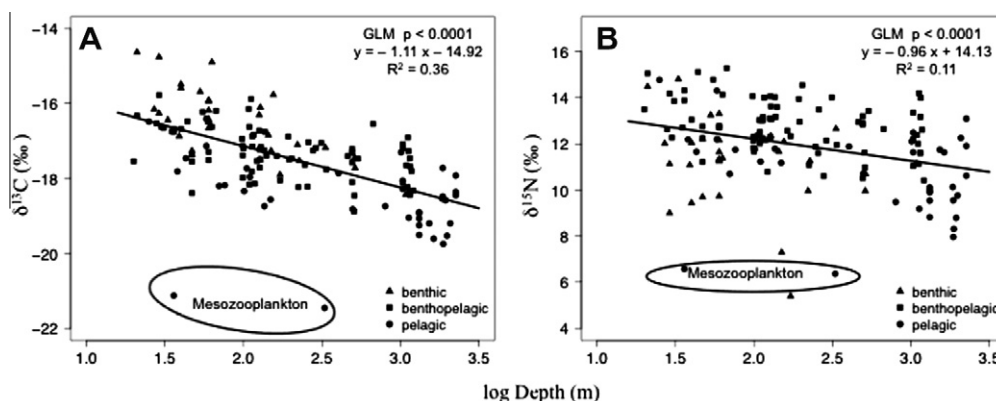 A
GLM p < 0.0001
y = − 1.11 x − 14.92
R² = 0.36
δ¹³C (‰)
−14
−16
−18
−20
−22
Mesozooplankton
▲ benthic
■ benthopelagic
● pelagic
1.0 1.5 2.0 2.5 3.0 3.5
B
GLM p < 0.0001
y = − 0.96 x + 14.13
R² = 0.11
δ¹⁵N (‰)
16
14
12
10
8
6
4
Mesozooplankton
▲ benthic
■ benthopelagic
● pelagic
1.0 1.5 2.0 2.5 3.0 3.5
log Depth (m)